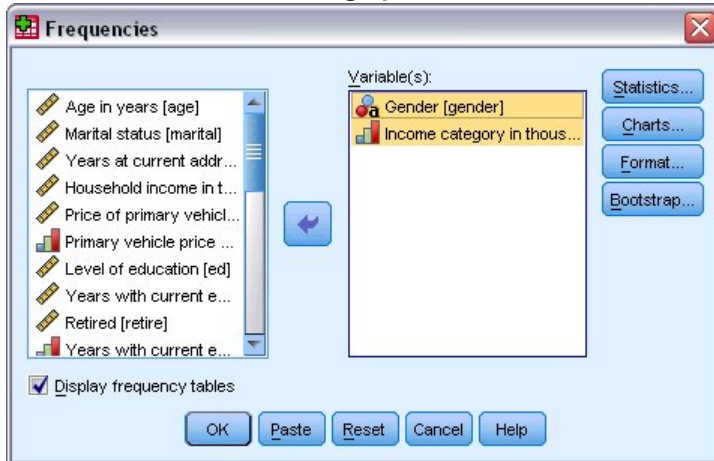 Frequencies
Age in years [age]
Marital status [marital]
Years at current addr...
Household income in t...
Price of primary vehicl...
Primary vehicle price ...
Level of education [ed]
Years with current e...
Retired [retire]
Years with current e...
Display frequency tables
Variable(s):
a Gender [gender]
Income category in thous...
Statistics...
Charts...
Format...
Bootstrap...
OK
Paste
Reset
Cancel
Help